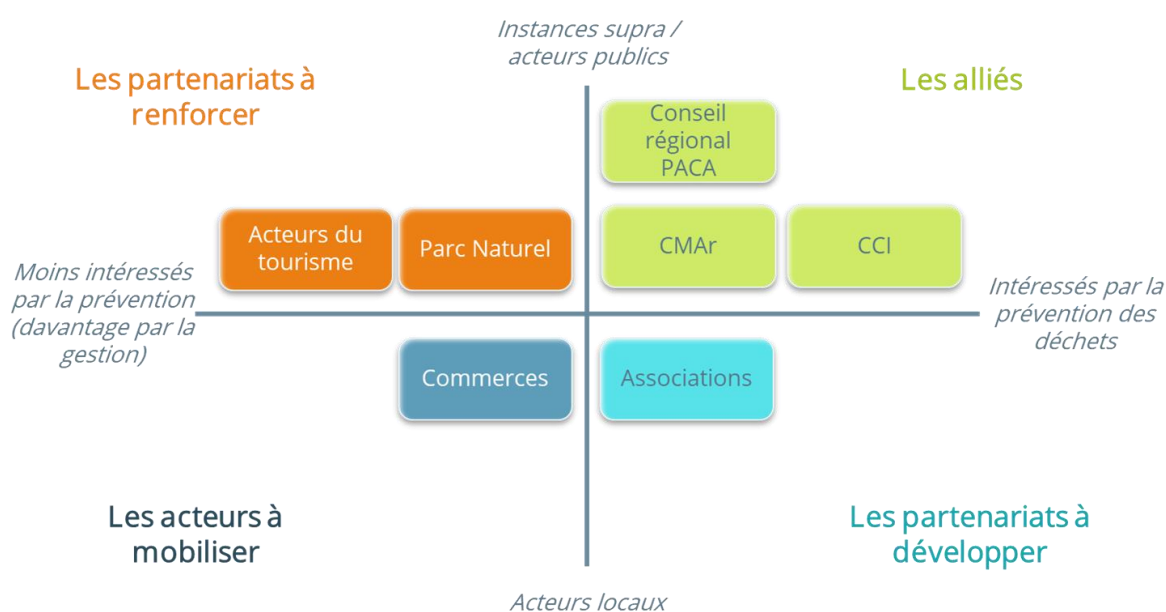 Instances supra /
acteurs publics
Les partenariats à
renforcer
Les alliés
Conseil
régional
PACA
Acteurs du
tourisme
Parc Naturel
CMAr
CCI
Moins intéressés
par la prévention
(davantage par la
gestion)
Intéressés par la
prévention des
déchets
Commerces
Associations
Les acteurs à
mobiliser
Les partenariats à
développer
Acteurs locaux